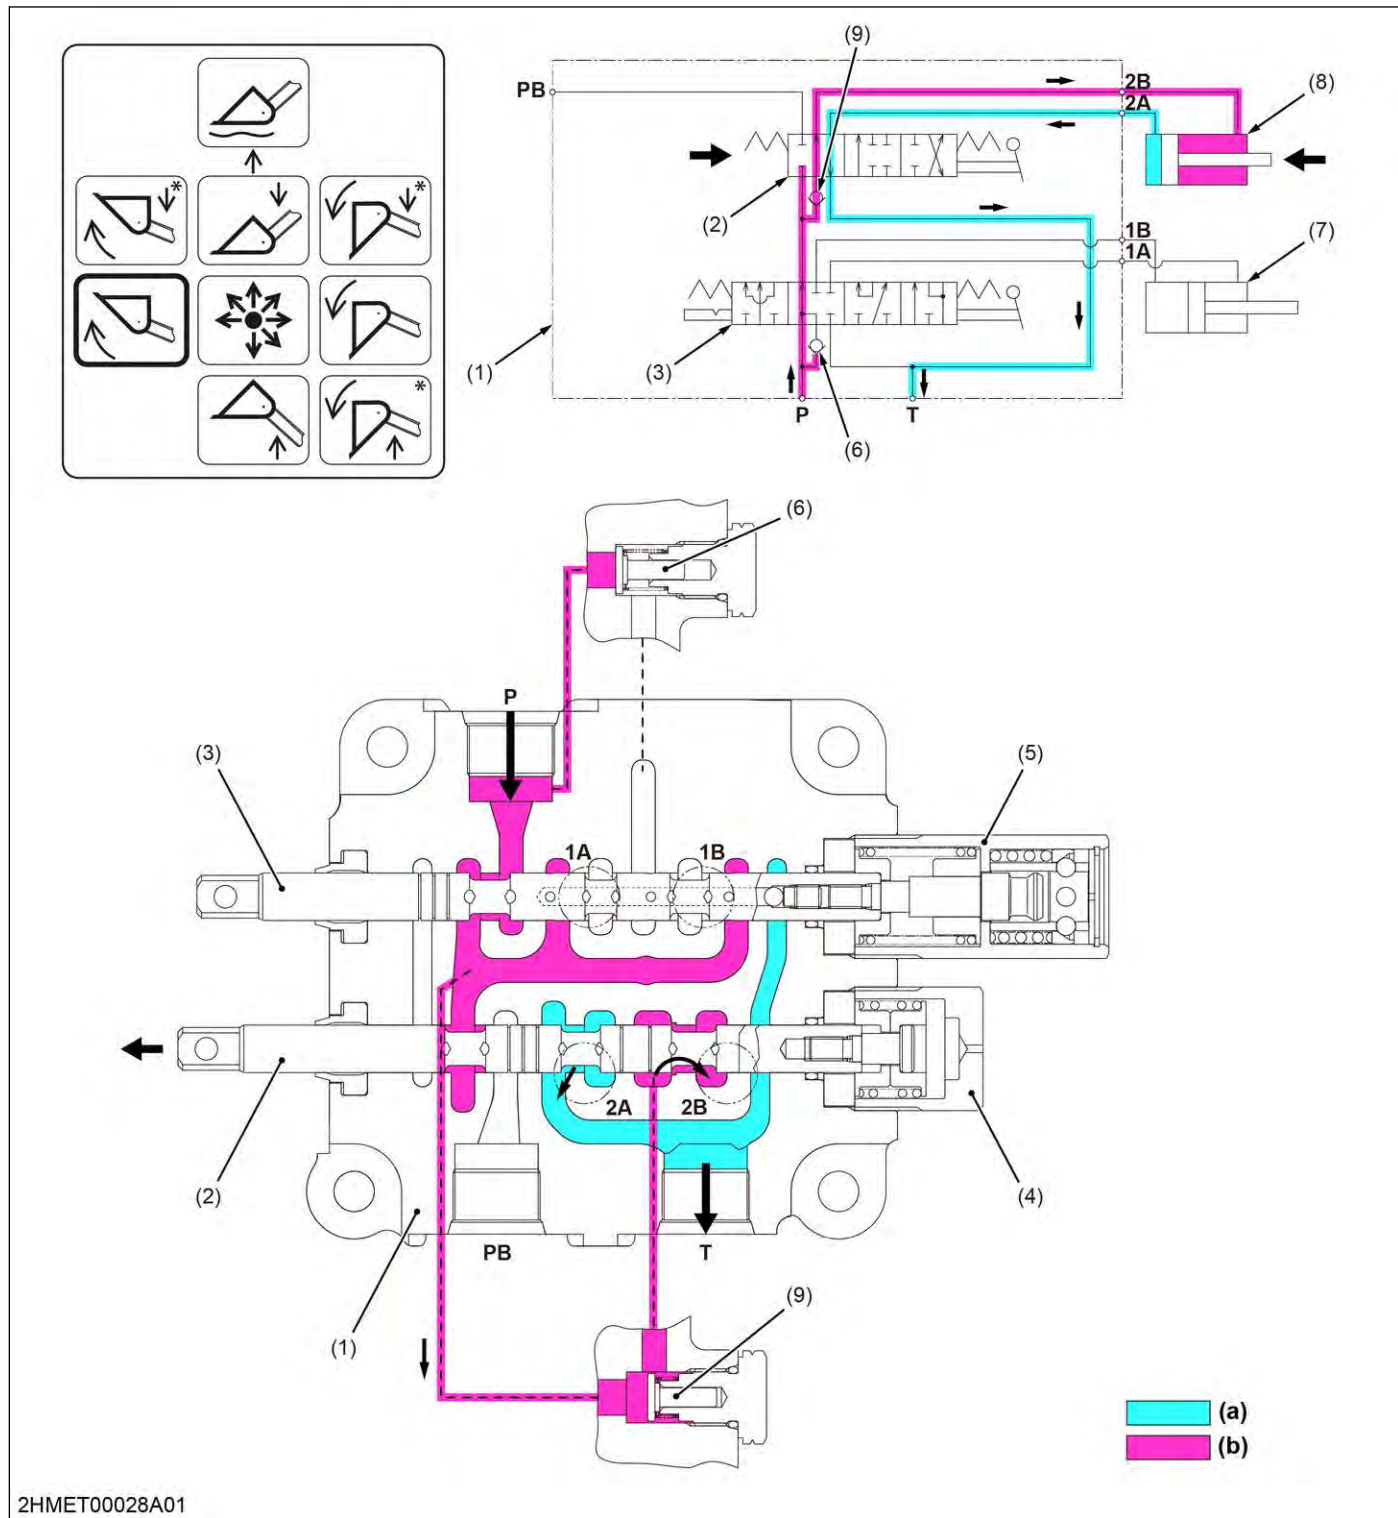 (9)
PB
2B
2A
(8)
*
*
(2)
1B
1A
(7)
(1)
(3)
*
P
T
(6)
(6)
P
(3)
(5)
1A
1B
2A
2B
(2)
(4)
PB
T
(1)
(9)
(a)
(b)
2HMET00028A01